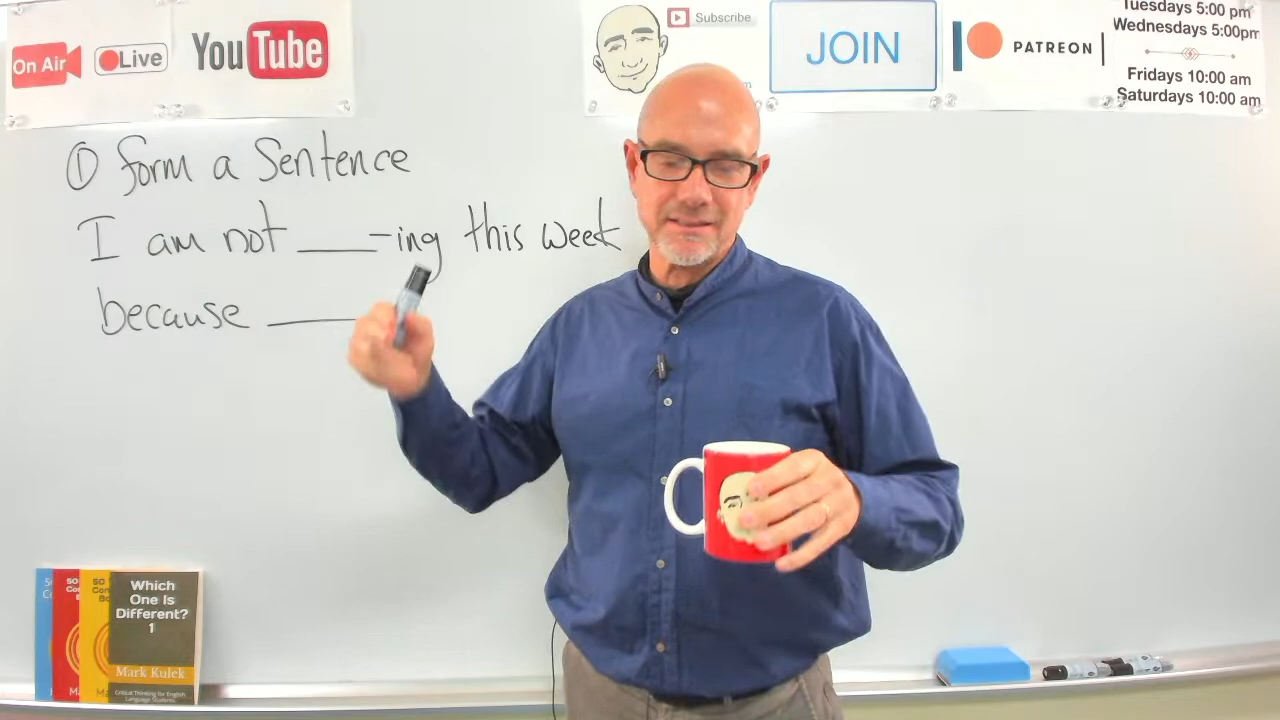 On Air
Live
YouTube
Subscribe
JOIN
PATREON
Tuesdays 5:00 pm
Wednesdays 5:00pm
Fridays 10:00 am
Saturdays 10:00 am
① Form a Sentence
I am not ____-ing this week
because ____
Which
One Is
Different?
1
Mark Kulek
Critical Thinking for English
Language Students